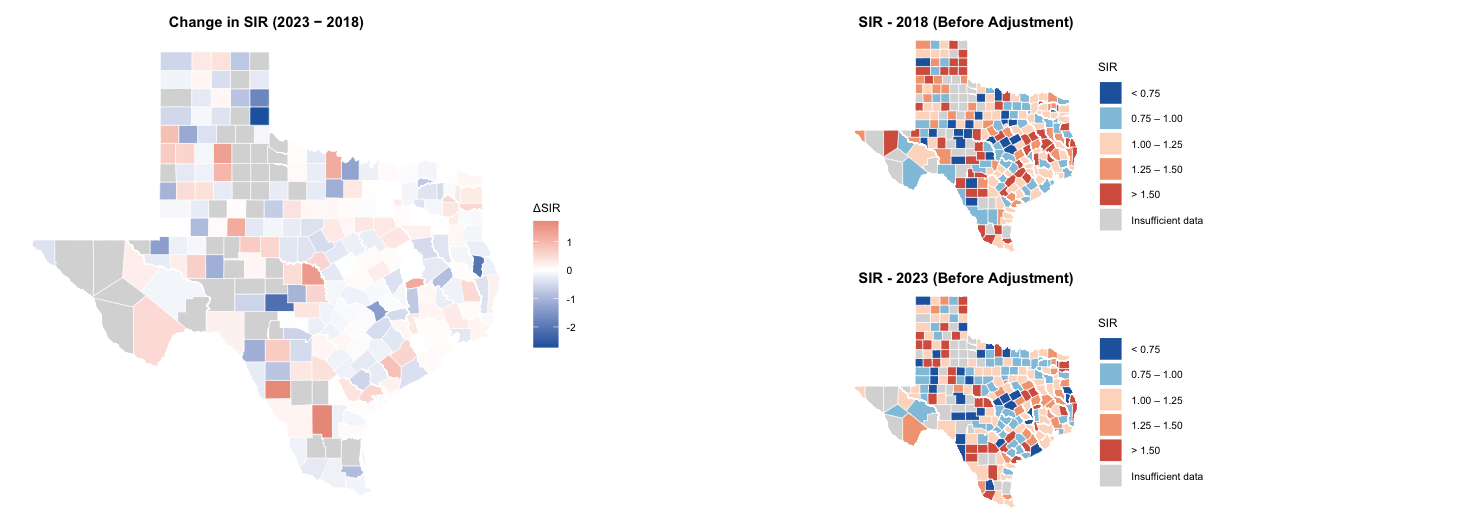 Change in SIR (2023 − 2018)
ΔSIR
1
0
-1
-2
SIR - 2018 (Before Adjustment)
SIR
< 0.75
0.75 – 1.00
1.00 – 1.25
1.25 – 1.50
> 1.50
Insufficient data
SIR - 2023 (Before Adjustment)
SIR
< 0.75
0.75 – 1.00
1.00 – 1.25
1.25 – 1.50
> 1.50
Insufficient data